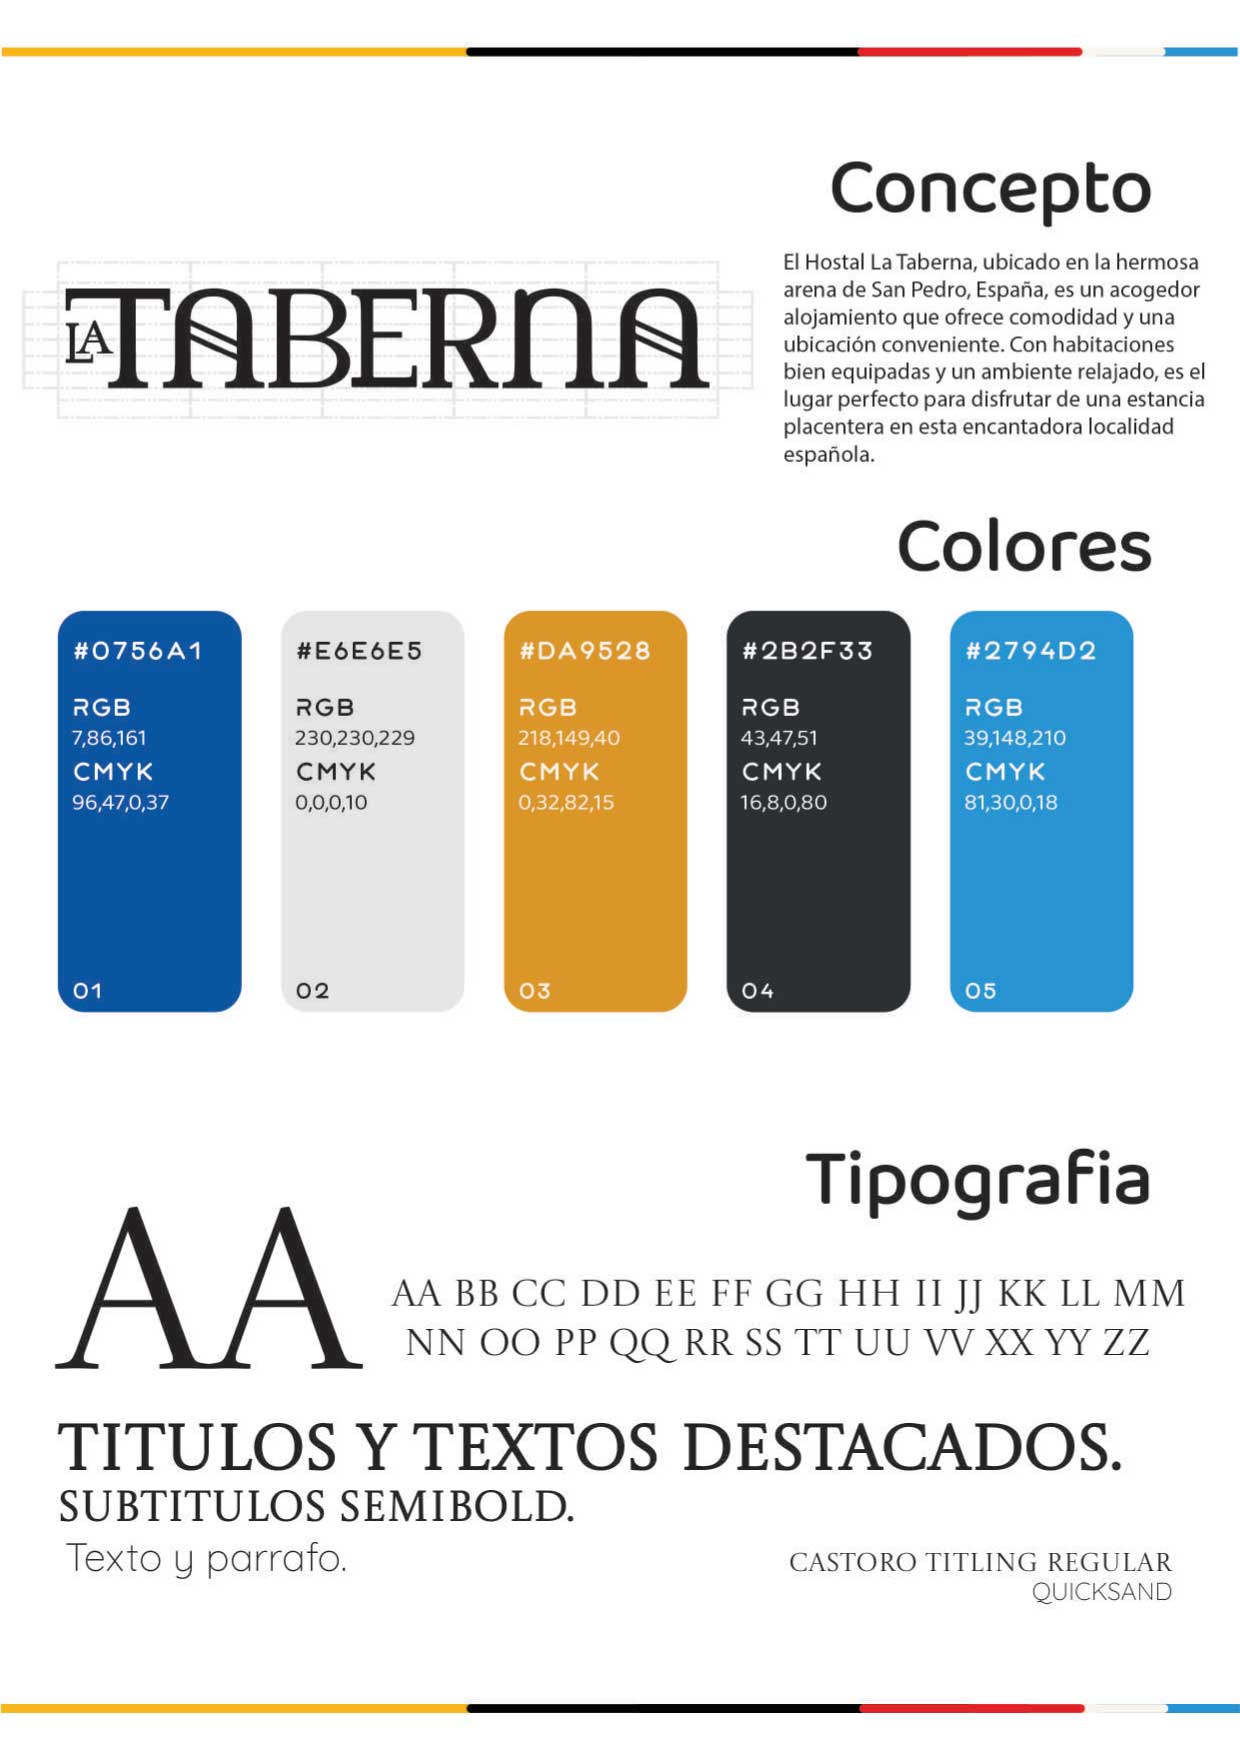 Concepto
LA TABERNA
El Hostal La Taberna, ubicado en la hermosa
arena de San Pedro, España, es un acogedor
alojamiento que ofrece comodidad y una
ubicación conveniente. Con habitaciones
bien equipadas y un ambiente relajado, es el
lugar perfecto para disfrutar de una estancia
placentera en esta encantadora localidad
española.
Colores
#0756A1
RGB
7,86,161
CMYK
96,47,0,37
01
#E6E6E5
RGB
230,230,229
CMYK
0,0,0,10
02
#DA9528
RGB
218,149,40
CMYK
0,32,82,15
03
#2B2F33
RGB
43,47,51
CMYK
16,8,0,80
04
#2794D2
RGB
39,148,210
CMYK
81,30,0,18
05
Tipografia
AA
AA BB CC DD EE FF GG HH II JJ KK LL MM
NN OO PP QQ RR SS TT UU VV XX YY ZZ
TITULOS Y TEXTOS DESTACADOS.
SUBTITULOS SEMIBOLD.
Texto y parrafo.
CASTORO TITLING REGULAR
QUICKSAND